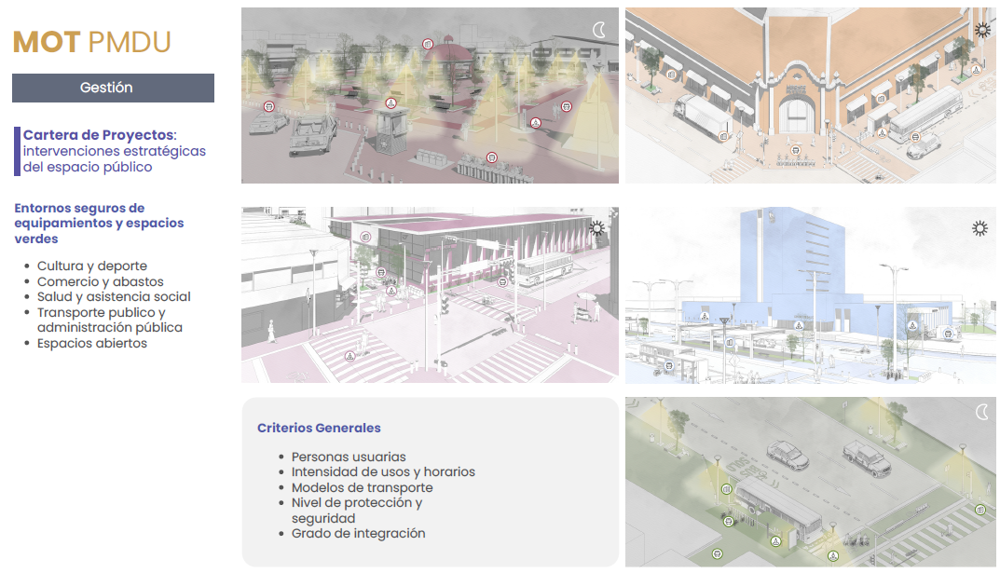 MOT PMDU
Gestión
Cartera de Proyectos:
intervenciones estratégicas
del espacio público
Entornos seguros de
equipamientos y espacios
verdes
• Cultura y deporte
• Comercio y abastos
• Salud y asistencia social
• Transporte publico y
administración pública
• Espacios abiertos
Criterios Generales
• Personas usuarias
• Intensidad de usos y horarios
• Modelos de transporte
• Nivel de protección y
seguridad
• Grado de integración